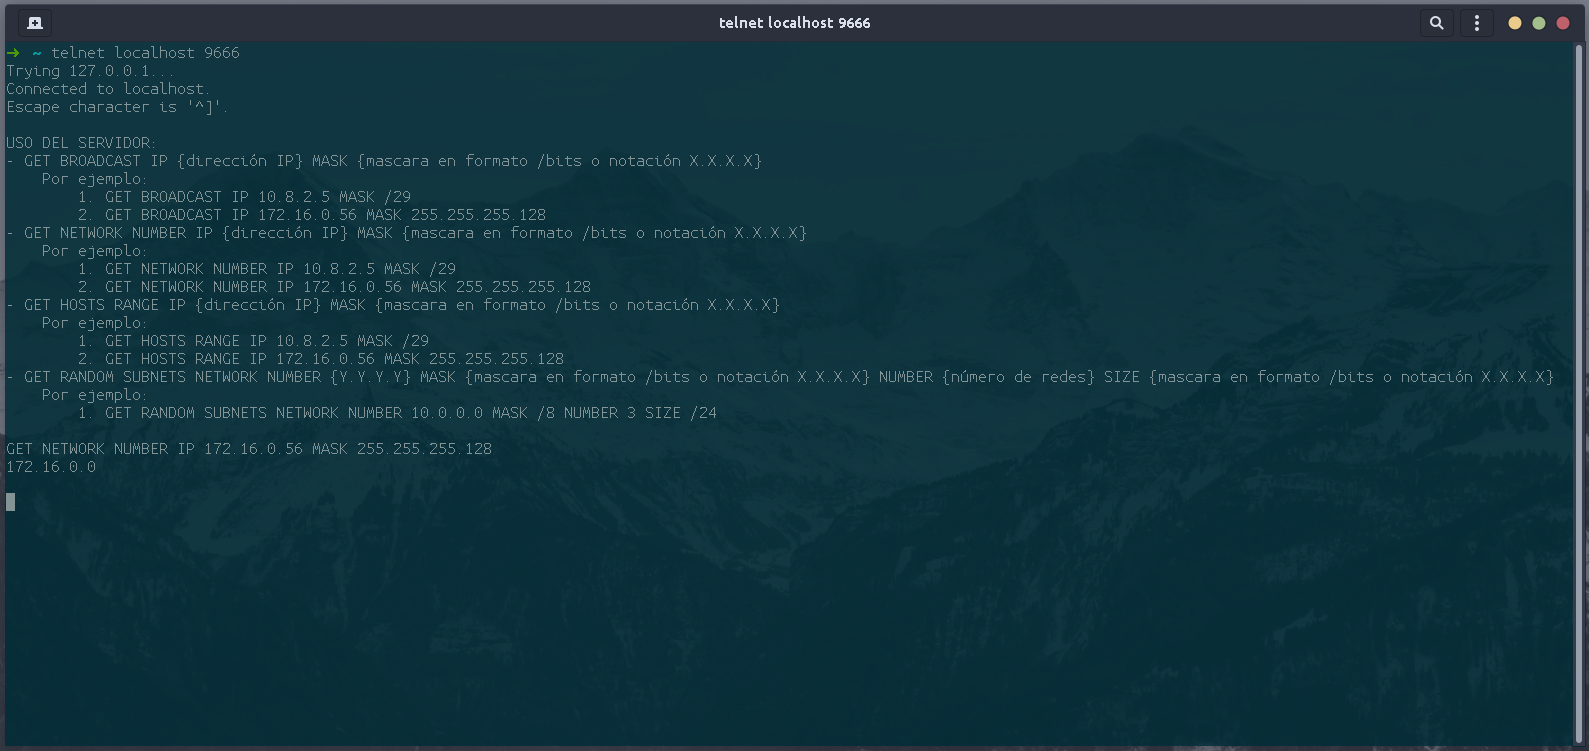 telnet localhost 9666
→ ~ telnet localhost 9666
Trying 127.0.0.1...
Connected to localhost.
Escape character is '^]'.
USO DEL SERVIDOR:
- GET BROADCAST IP {dirección IP} MASK {mascara en formato /bits o notación X.X.X.X}
Por ejemplo:
1. GET BROADCAST IP 10.8.2.5 MASK /29
2. GET BROADCAST IP 172.16.0.56 MASK 255.255.255.128
- GET NETWORK NUMBER IP {dirección IP} MASK {mascara en formato /bits o notación X.X.X.X}
Por ejemplo:
1. GET NETWORK NUMBER IP 10.8.2.5 MASK /29
2. GET NETWORK NUMBER IP 172.16.0.56 MASK 255.255.255.128
- GET HOSTS RANGE IP {dirección IP} MASK {mascara en formato /bits o notación X.X.X.X}
Por ejemplo:
1. GET HOSTS RANGE IP 10.8.2.5 MASK /29
2. GET HOSTS RANGE IP 172.16.0.56 MASK 255.255.255.128
- GET RANDOM SUBNETS NETWORK NUMBER {Y.Y.Y.Y} MASK {mascara en formato /bits o notación X.X.X.X} NUMBER {número de redes} SIZE {mascara en formato /bits o notación X.X.X.X}
Por ejemplo:
1. GET RANDOM SUBNETS NETWORK NUMBER 10.0.0.0 MASK /8 NUMBER 3 SIZE /24
GET NETWORK NUMBER IP 172.16.0.56 MASK 255.255.255.128
172.16.0.0